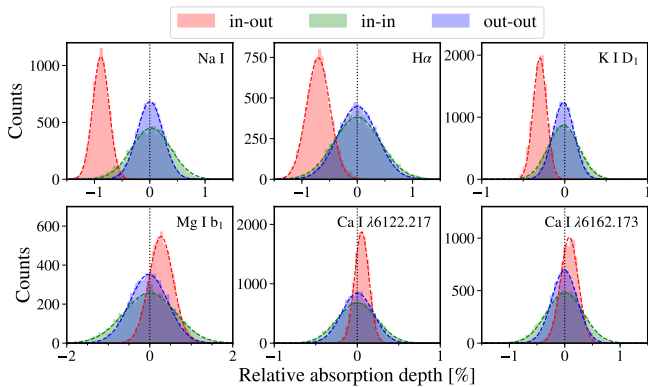 in-out in-in out-out
Counts
1000
500
0
−1 0 1
Na I
750
500
250
0
−1 0 1
Hα
2000
1000
0
−1 0 1
K I D₁
Counts
600
400
200
0
−2 0 2
Mg I b₁
2000
1000
0
−1 0 1
Ca I λ6122.217
1000
500
0
−1 0 1
Ca I λ6162.173
Relative absorption depth [%]